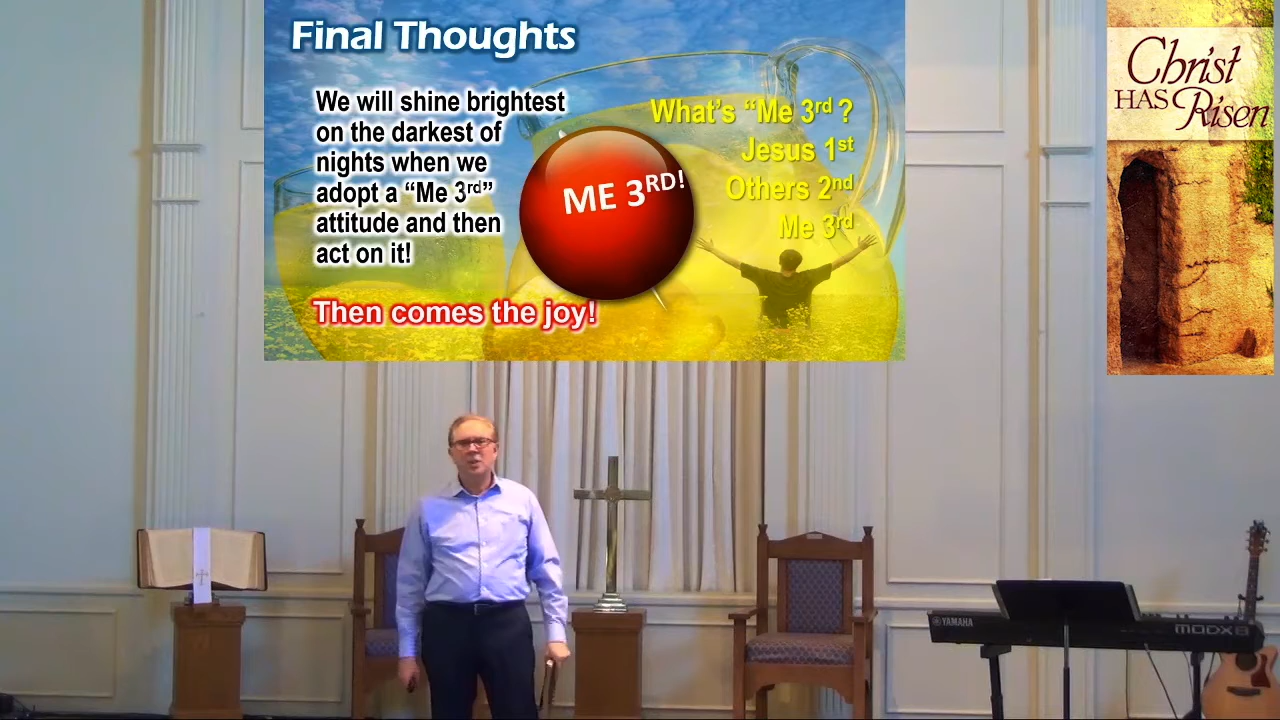 Final Thoughts
We will shine brightest
on the darkest of
nights when we
adopt a “Me 3rd”
attitude and then
act on it!
Then comes the joy!
ME 3RD!
What’s “Me 3rd ?
Jesus 1st
Others 2nd
Me 3rd
Christ
HAS Risen
YAMAHA
MODX8